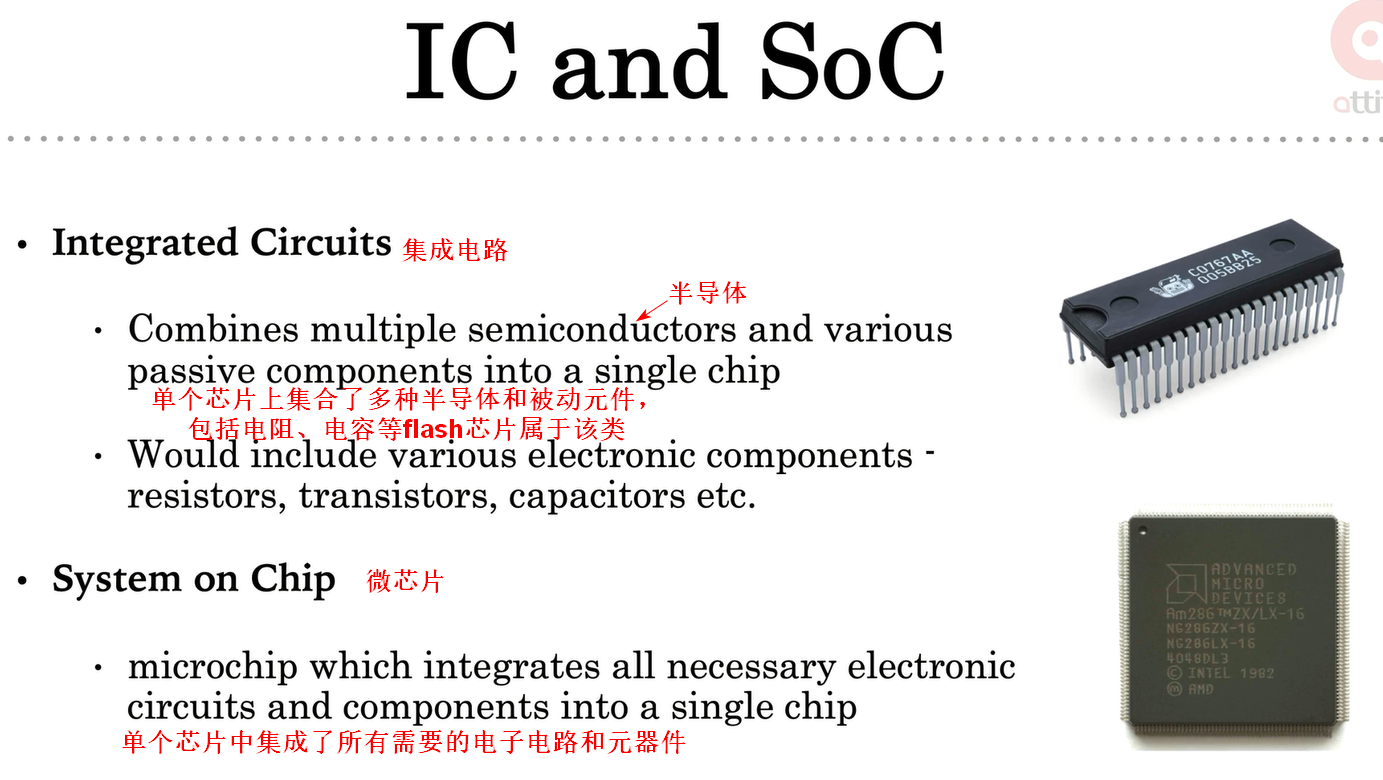 IC and SoC
atti
• Integrated Circuits 集成电路
半导体
• Combines multiple semiconductors and various
passive components into a single chip
单个芯片上集合了多种半导体和被动元件，
包括电阻、电容等flash芯片属于该类
• Would include various electronic components -
resistors, transistors, capacitors etc.
• System on Chip 微芯片
• microchip which integrates all necessary electronic
circuits and components into a single chip
单个芯片中集成了所有需要的电子电路和元器件
C0767AA
005BB25
ADVANCED
MICRO
DEVICES
Am286™ZX/LX-16
NG286ZX-16
NG286LX-16
4048DL3
© INTEL 1982
Ⓜ AMD